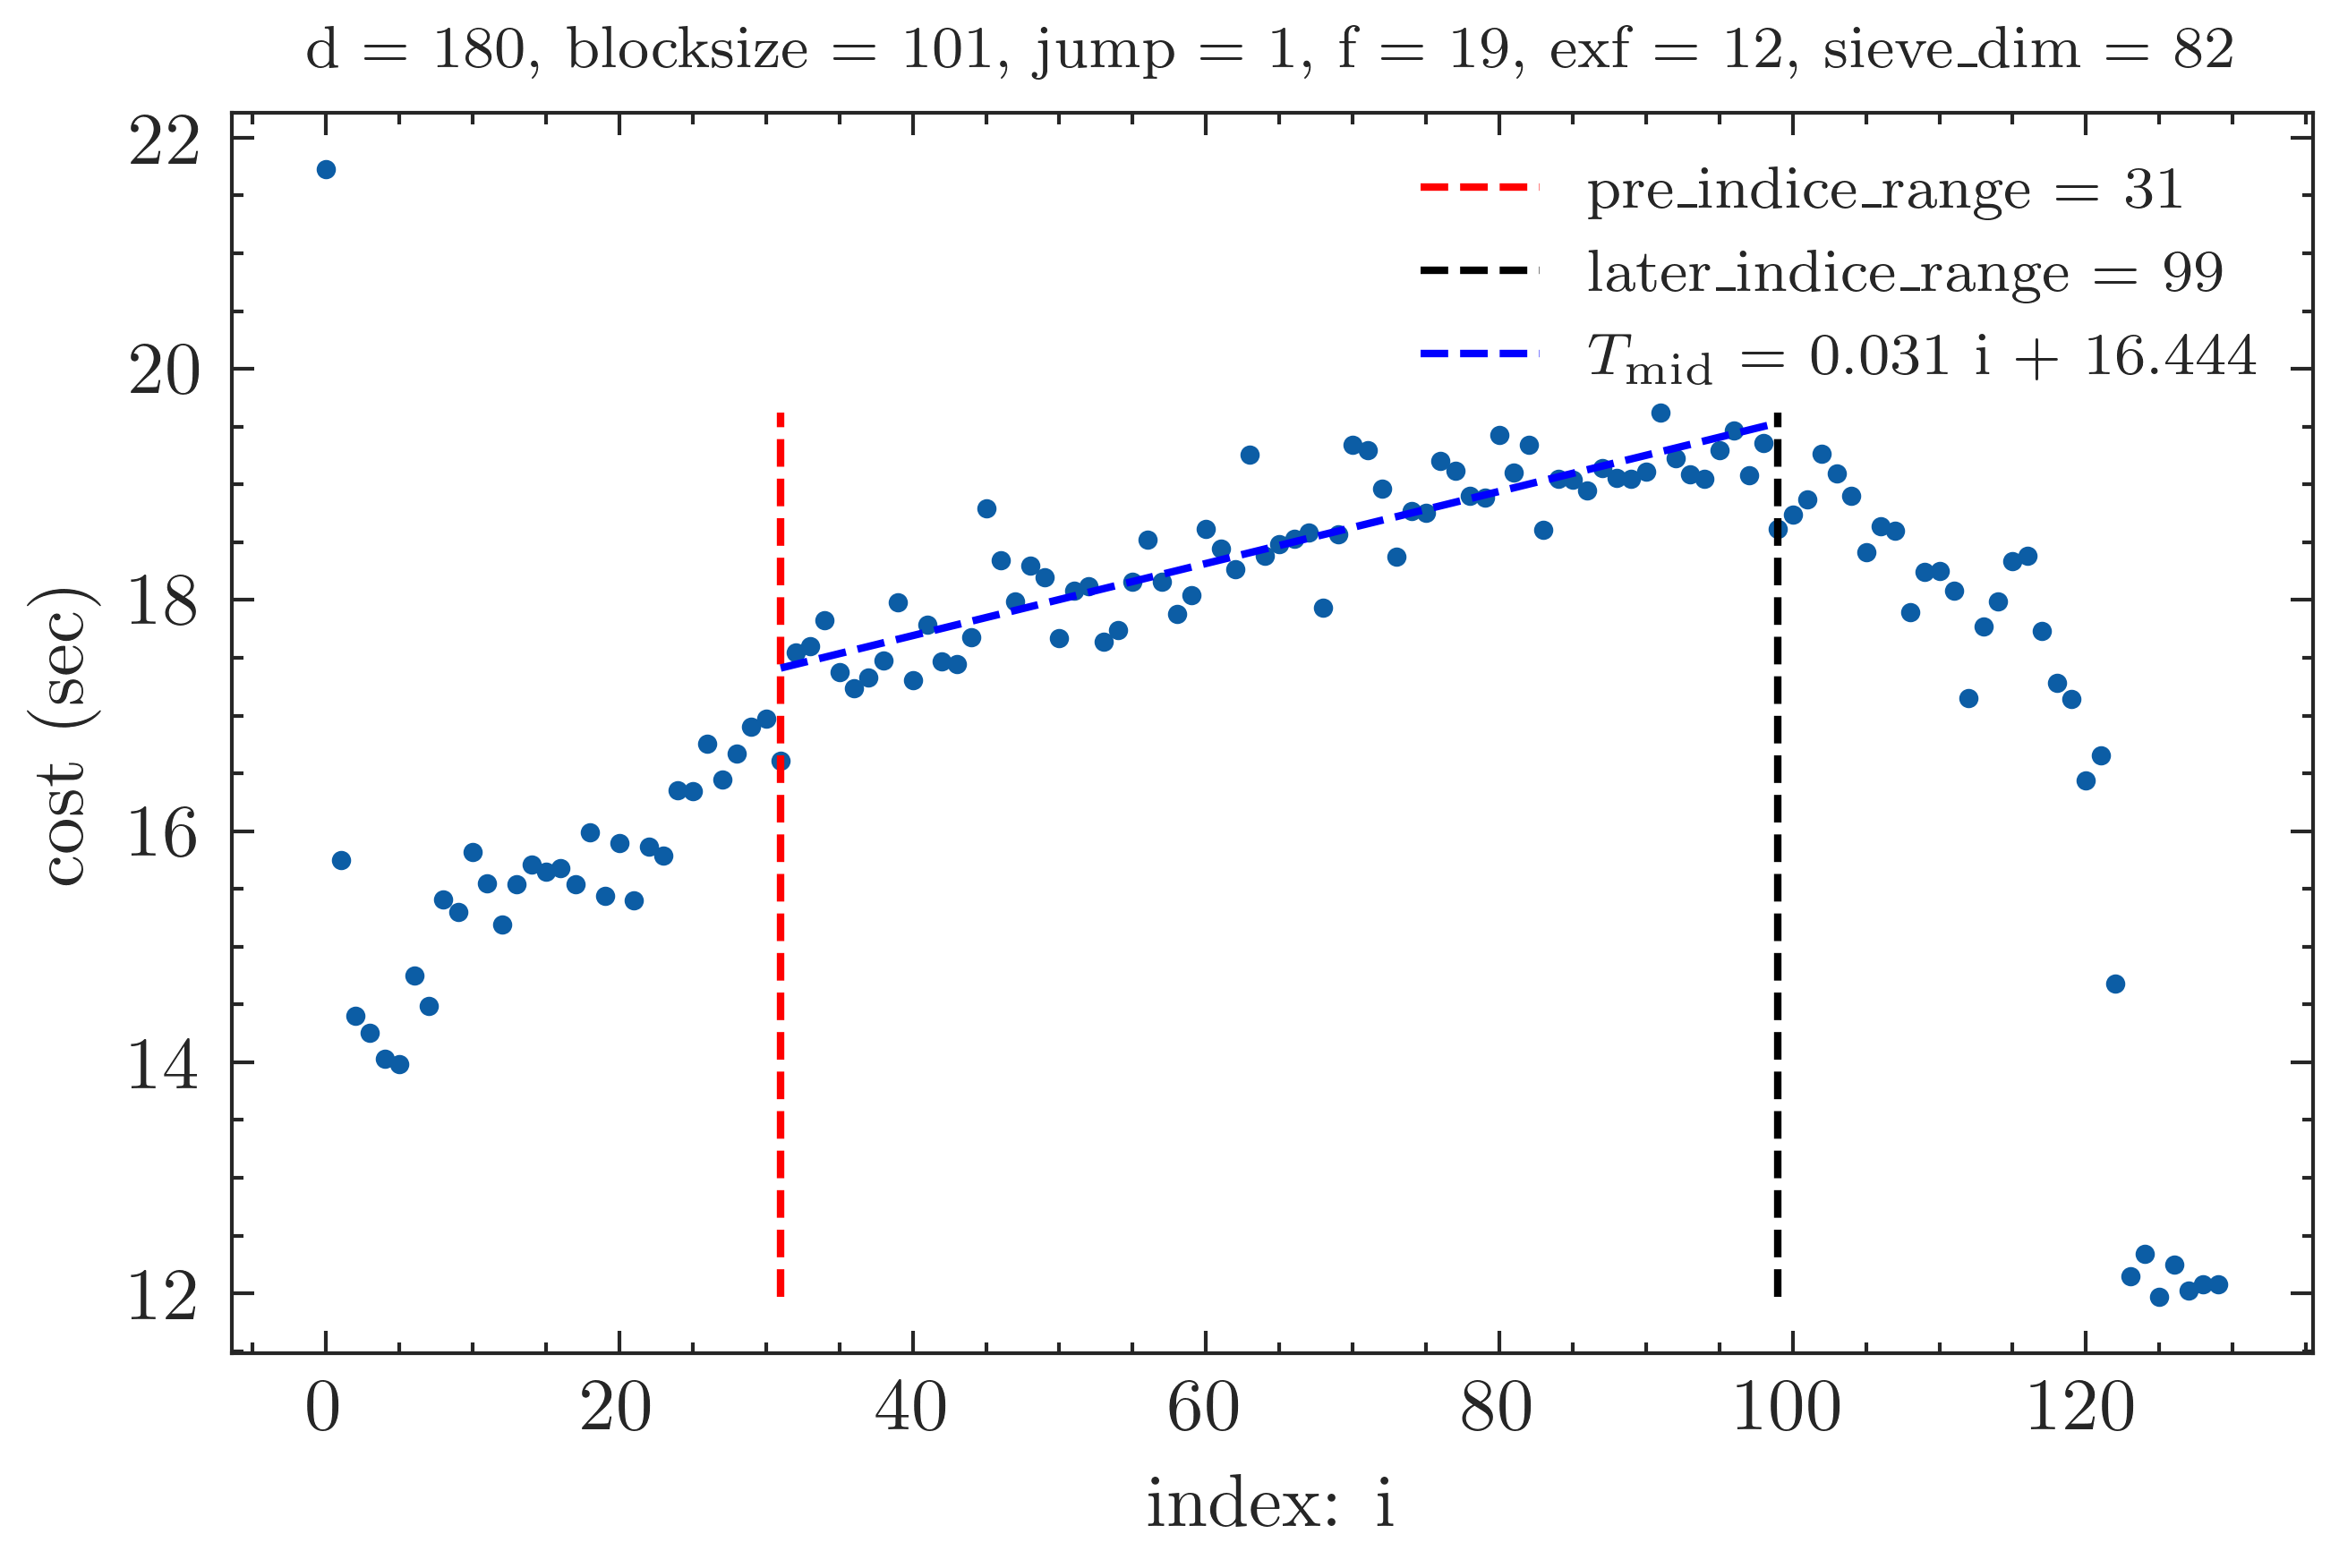 d = 180, blocksize = 101, jump = 1, f = 19, exf = 12, sieve_dim = 82
22
20
18
16
14
12
cost (sec)
pre_indice_range = 31
later_indice_range = 99
T_mid = 0.031 i + 16.444
0 20 40 60 80 100 120
index: i